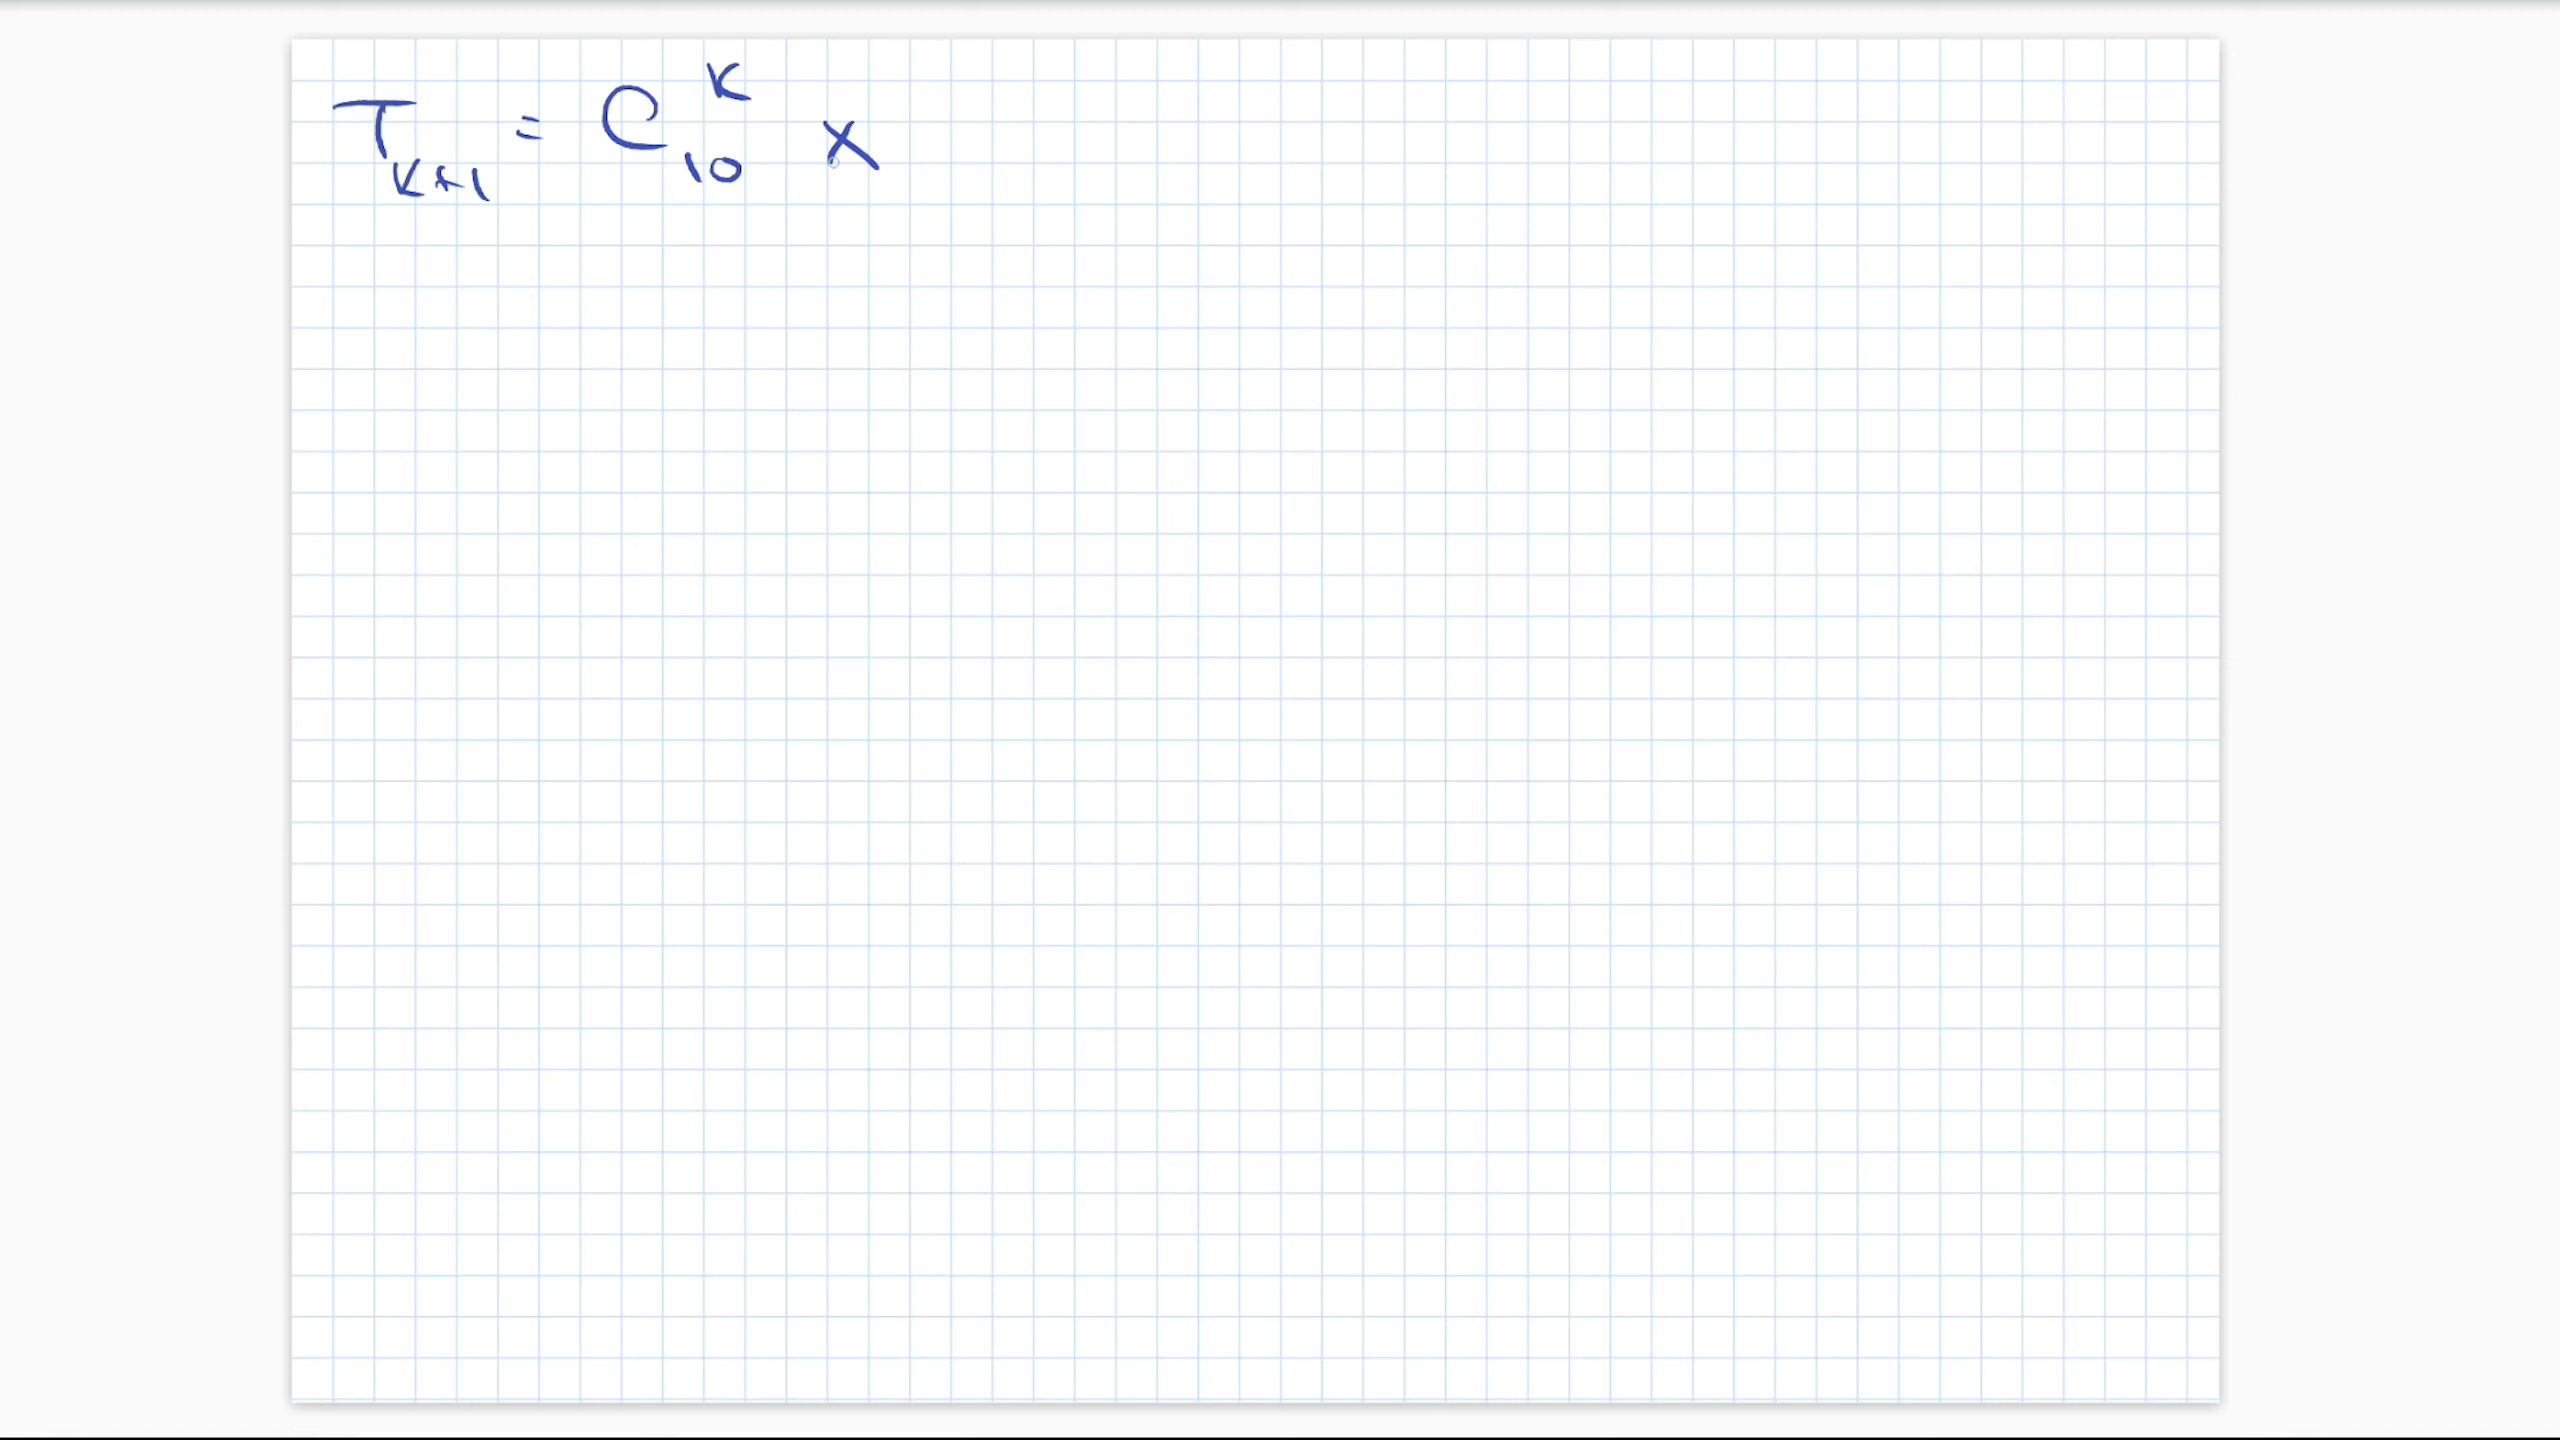 T_{K+1} = C_{10}^{K} x